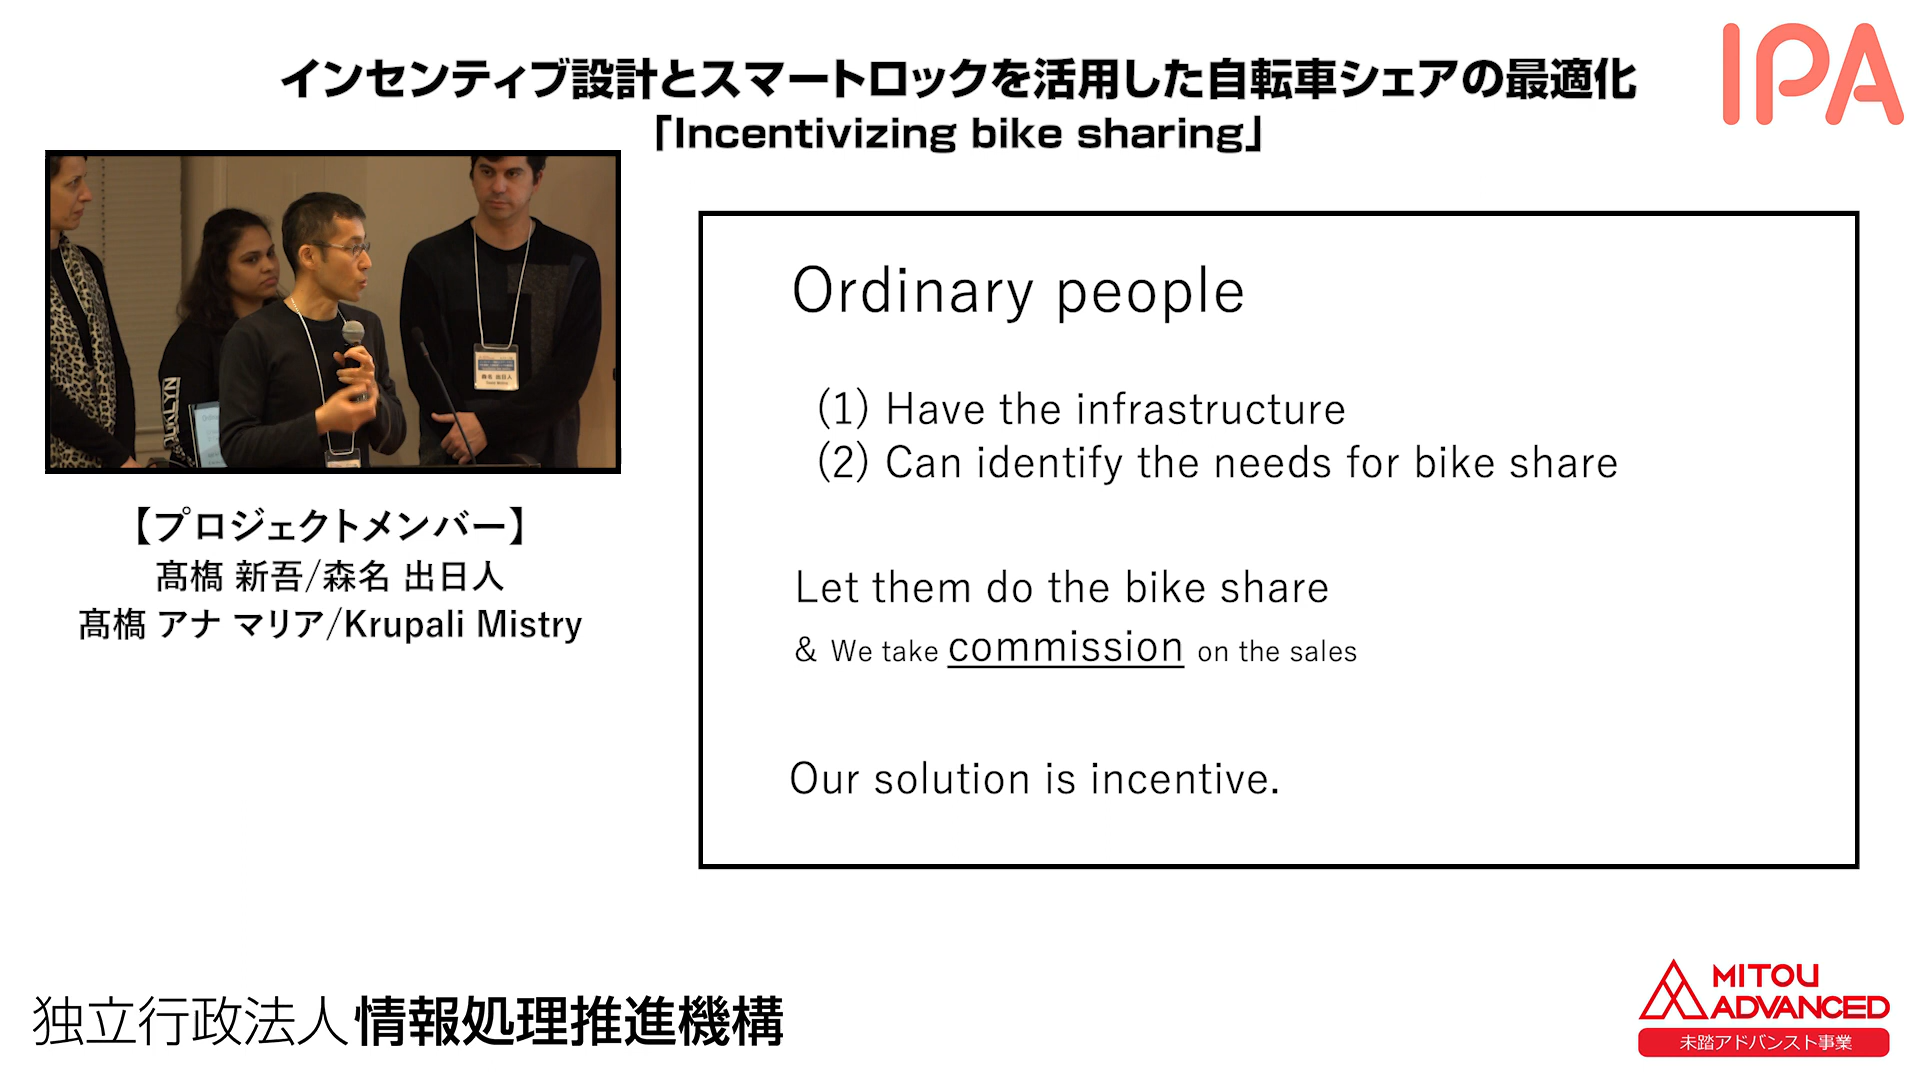 インセンティブ設計とスマートロックを活用した自転車シェアの最適化
「Incentivizing bike sharing」
IPA
Ordinary people
(1) Have the infrastructure
(2) Can identify the needs for bike share
Let them do the bike share
& We take commission on the sales
Our solution is incentive.
森名 出日人
【プロジェクトメンバー】
髙橋 新吾/森名 出日人
髙橋 アナ マリア/Krupali Mistry
独立行政法人情報処理推進機構
MITOU
ADVANCED
未踏アドバンスト事業